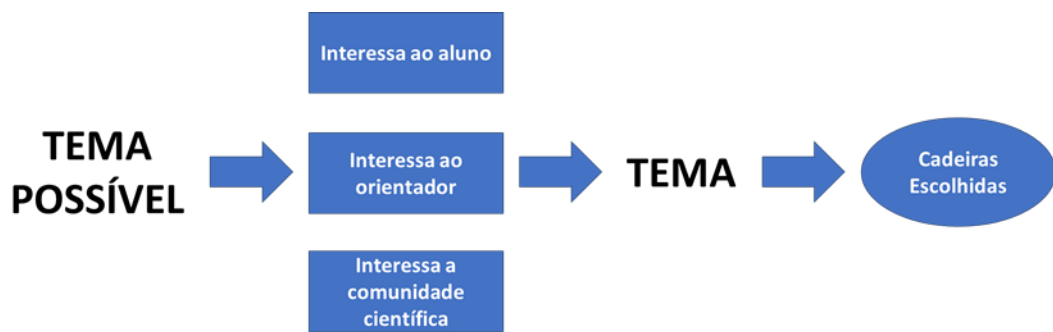 TEMA
POSSÍVEL
Interessa ao aluno
Interessa ao
orientador
Interessa a
comunidade
científica
TEMA
Cadeiras
Escolhidas